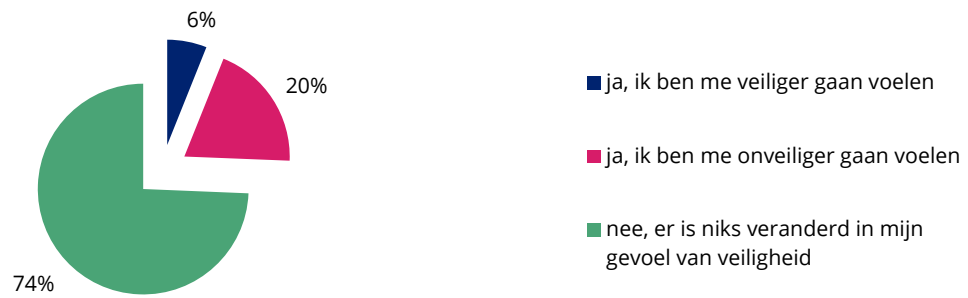 6%
20%
74%
ja, ik ben me veiliger gaan voelen
ja, ik ben me onveiliger gaan voelen
nee, er is niks veranderd in mijn
gevoel van veiligheid